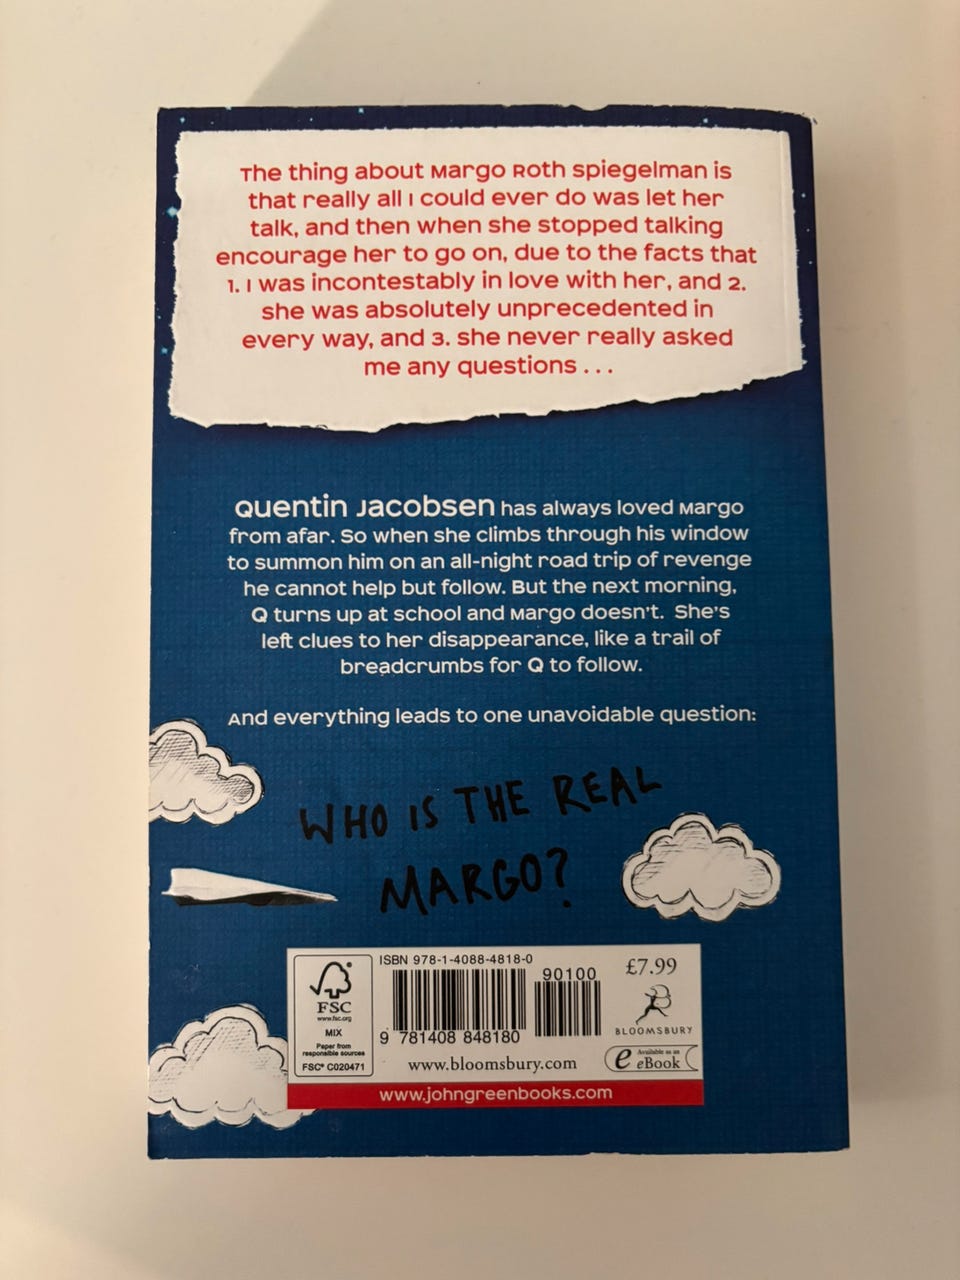 The thing about Margo Roth Spiegelman is
that really all I could ever do was let her
talk, and then when she stopped talking
encourage her to go on, due to the facts that
1. I was incontestably in love with her, and 2.
she was absolutely unprecedented in
every way, and 3. she never really asked
me any questions . . .
Quentin Jacobsen has always loved Margo
from afar. So when she climbs through his window
to summon him on an all-night road trip of revenge
he cannot help but follow. But the next morning,
Q turns up at school and Margo doesn't. She's
left clues to her disappearance, like a trail of
breadcrumbs for Q to follow.
And everything leads to one unavoidable question:
WHO IS THE REAL
MARGO?
FSC
www.fsc.org
MIX
Paper from
responsible sources
FSC® C020471
ISBN 978-1-4088-4818-0
90100
9 781408 848180
www.bloomsbury.com
£7.99
BLOOMSBURY
e Available as an
eBook
www.johngreenbooks.com